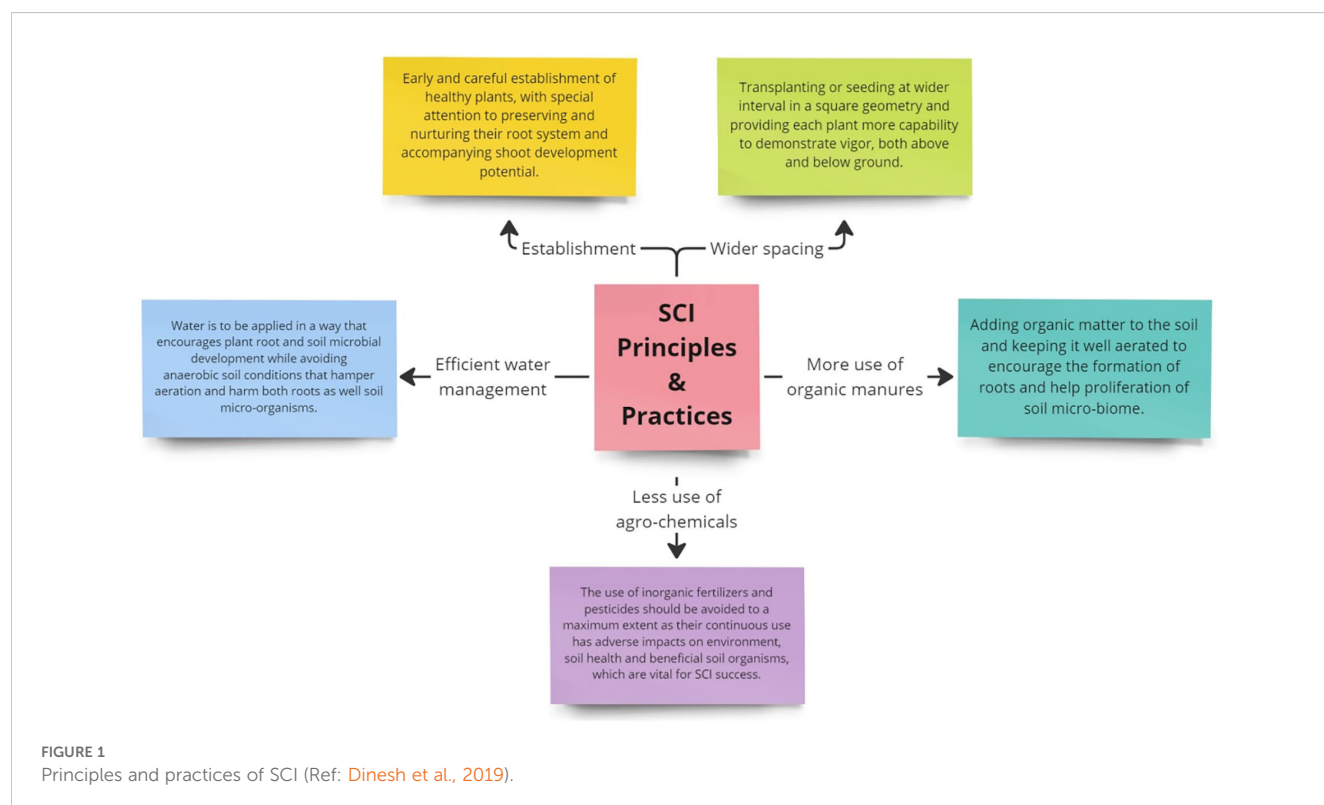 Early and careful establishment of
healthy plants, with special
attention to preserving and
nurturing their root system and
accompanying shoot development
potential.
Transplanting or seeding at wider
interval in a square geometry and
providing each plant more capability
to demonstrate vigor, both above
and below ground.
Establishment
Wider spacing
Water is to be applied in a way that
encourages plant root and soil microbial
development while avoiding
anaerobic soil conditions that hamper
aeration and harm both roots as well soil
micro-organisms.
Efficient water
management
SCI
Principles
&
Practices
More use of
organic manures
Adding organic matter to the soil
and keeping it well aerated to
encourage the formation of
roots and help proliferation of
soil micro-biome.
Less use of
agro-chemicals
The use of inorganic fertilizers and
pesticides should be avoided to a
maximum extent as their continuous use
has adverse impacts on environment,
soil health and beneficial soil organisms,
which are vital for SCI success.
FIGURE 1
Principles and practices of SCI (Ref: Dinesh et al., 2019).